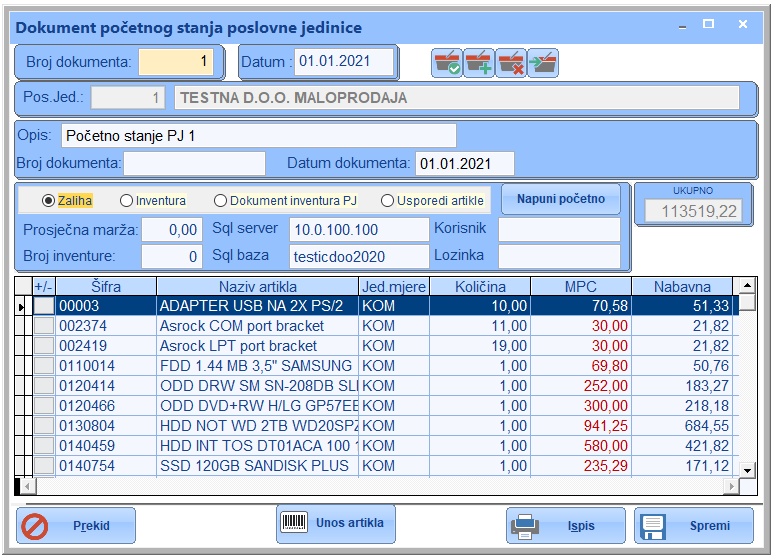 Dokument početnog stanja poslovne jedinice
Broj dokumenta: 1 Datum : 01.01.2021
Pos.Jed.: 1 TESTNA D.O.O. MALOPRODAJA
Opis: Početno stanje PJ 1
Broj dokumenta: Datum dokumenta: 01.01.2021
Zaliha Inventura Dokument inventura PJ Usporedi artikle Napuni početno UKUPNO
113519,22
Prosječna marža: 0,00 Sql server 10.0.100.100 Korisnik
Broj inventure: 0 Sql baza testicdoo2020 Lozinka
+/- Šifra Naziv artikla Jed.mjere Količina MPC Nabavna
00003 ADAPTER USB NA 2X PS/2 KOM 10,00 70,58 51,33
002374 Asrock COM port bracket KOM 11,00 30,00 21,82
002419 Asrock LPT port bracket KOM 19,00 30,00 21,82
0110014 FDD 1.44 MB 3,5" SAMSUNG KOM 1,00 69,80 50,76
0120414 ODD DRW SM SN-208DB SL KOM 1,00 252,00 183,27
0120466 ODD DVD+RW H/LG GP57EE KOM 1,00 300,00 218,18
0130804 HDD NOT WD 2TB WD20SPZ KOM 1,00 941,25 684,55
0140459 HDD INT TOS DT01ACA 100 1 KOM 1,00 580,00 421,82
0140754 SSD 120GB SANDISK PLUS KOM 1,00 235,29 171,12
Prekid Unos artikla Ispis Spremi